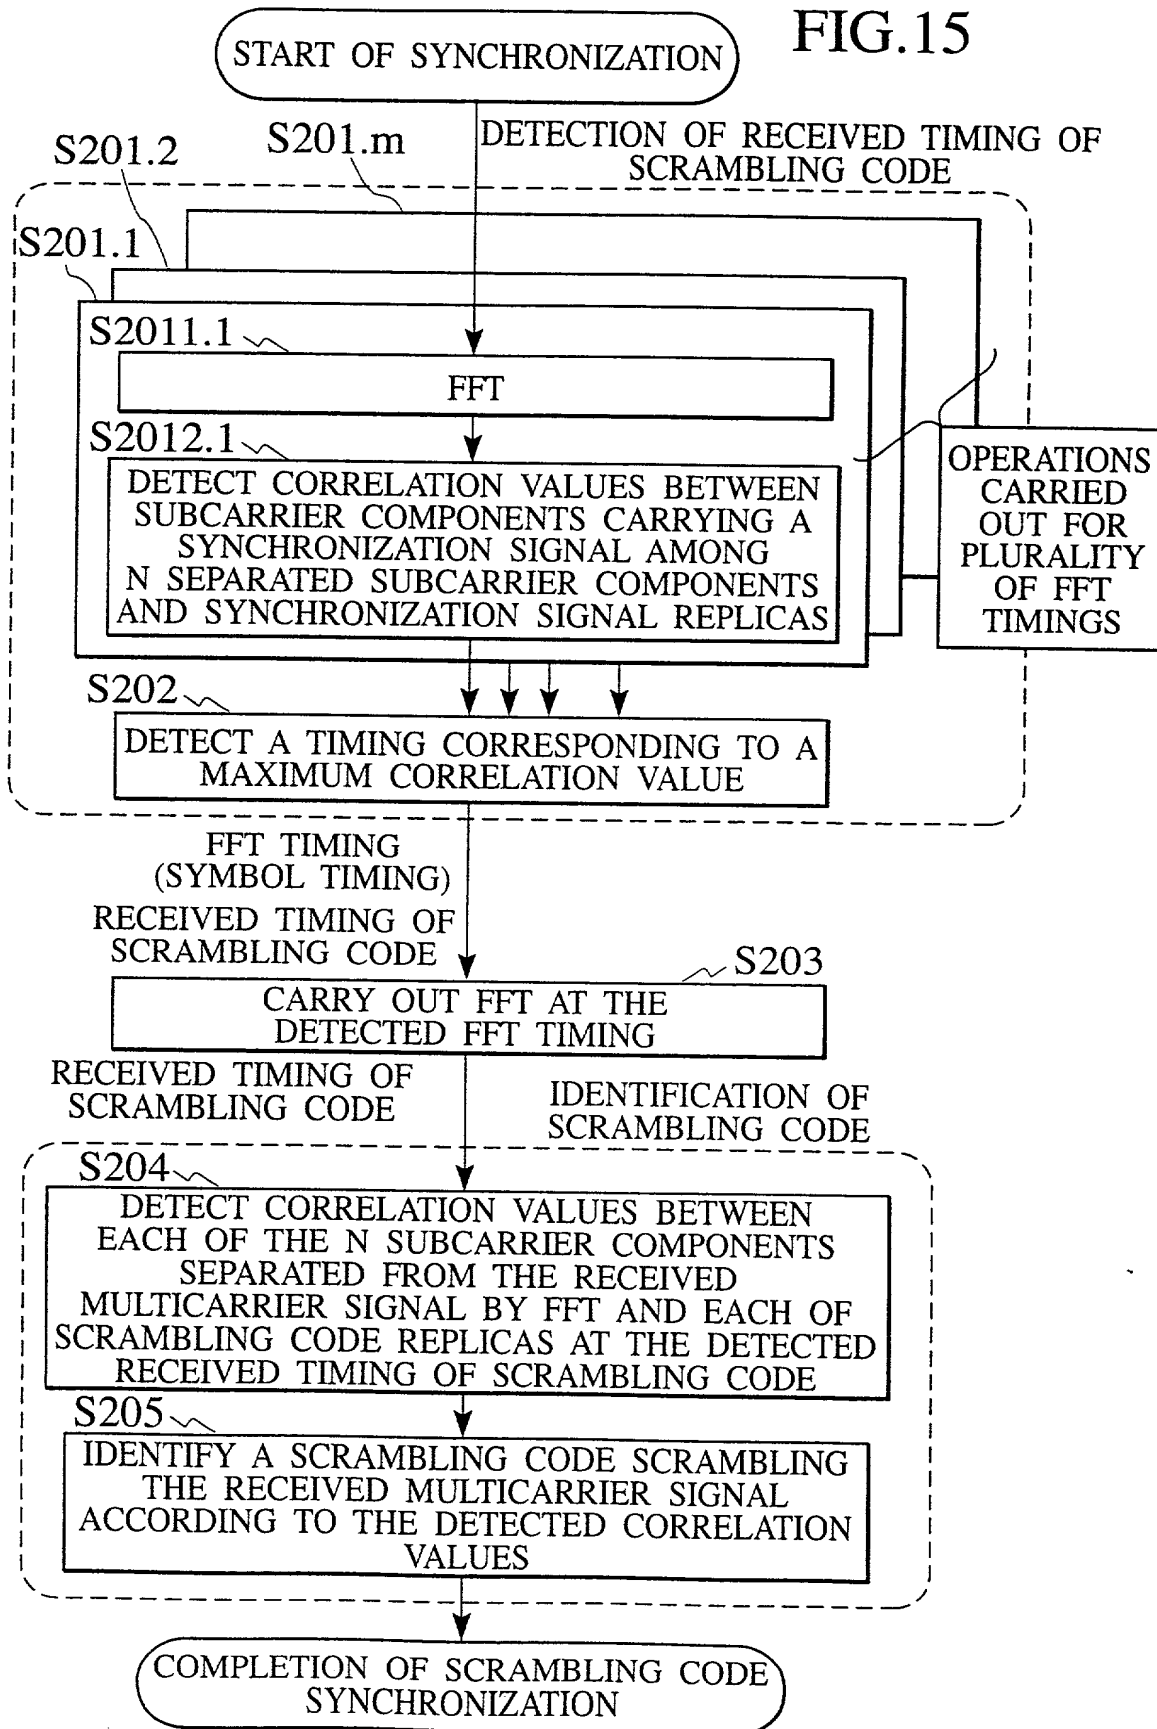 FIG.15
START OF SYNCHRONIZATION
DETECTION OF RECEIVED TIMING OF
SCRAMBLING CODE
S201.m
S201.2
S201.1
S2011.1
FFT
S2012.1
DETECT CORRELATION VALUES BETWEEN
SUBCARRIER COMPONENTS CARRYING A
SYNCHRONIZATION SIGNAL AMONG
N SEPARATED SUBCARRIER COMPONENTS
AND SYNCHRONIZATION SIGNAL REPLICAS
OPERATIONS
CARRIED
OUT FOR
PLURALITY
OF FFT
TIMINGS
S202
DETECT A TIMING CORRESPONDING TO A
MAXIMUM CORRELATION VALUE
FFT TIMING
(SYMBOL TIMING)
RECEIVED TIMING OF
SCRAMBLING CODE
S203
CARRY OUT FFT AT THE
DETECTED FFT TIMING
RECEIVED TIMING OF
SCRAMBLING CODE
IDENTIFICATION OF
SCRAMBLING CODE
S204
DETECT CORRELATION VALUES BETWEEN
EACH OF THE N SUBCARRIER COMPONENTS
SEPARATED FROM THE RECEIVED
MULTICARRIER SIGNAL BY FFT AND EACH OF
SCRAMBLING CODE REPLICAS AT THE DETECTED
RECEIVED TIMING OF SCRAMBLING CODE
S205
IDENTIFY A SCRAMBLING CODE SCRAMBLING
THE RECEIVED MULTICARRIER SIGNAL
ACCORDING TO THE DETECTED CORRELATION
VALUES
COMPLETION OF SCRAMBLING CODE
SYNCHRONIZATION